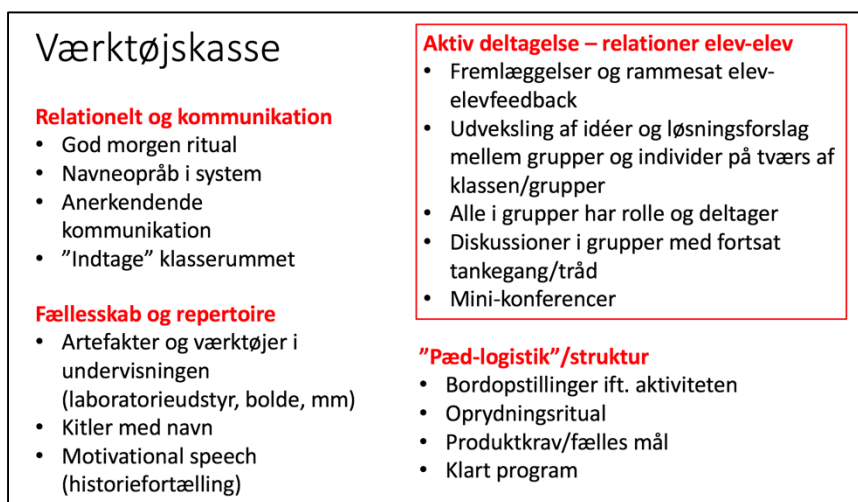 Værktøjskasse
Relationelt og kommunikation
• God morgen ritual
• Navneopråb i system
• Anerkendende
kommunikation
• ”Indtage” klasserummet
Fællesskab og repertoire
• Artefakter og værktøjer i
undervisningen
(laboratorieudstyr, bolde, mm)
• Kitler med navn
• Motivational speech
(historiefortælling)
Aktiv deltagelse – relationer elev-elev
• Fremlæggelser og rammesat elev-
elevfeedback
• Udveksling af idéer og løsningsforslag
mellem grupper og individer på tværs af
klassen/grupper
• Alle i grupper har rolle og deltager
• Diskussioner i grupper med fortsat
tankegang/tråd
• Mini-konferencer
”Pæd-logistik”/struktur
• Bordopstillinger ift. aktiviteten
• Oprydningsritual
• Produktkrav/fælles mål
• Klart program